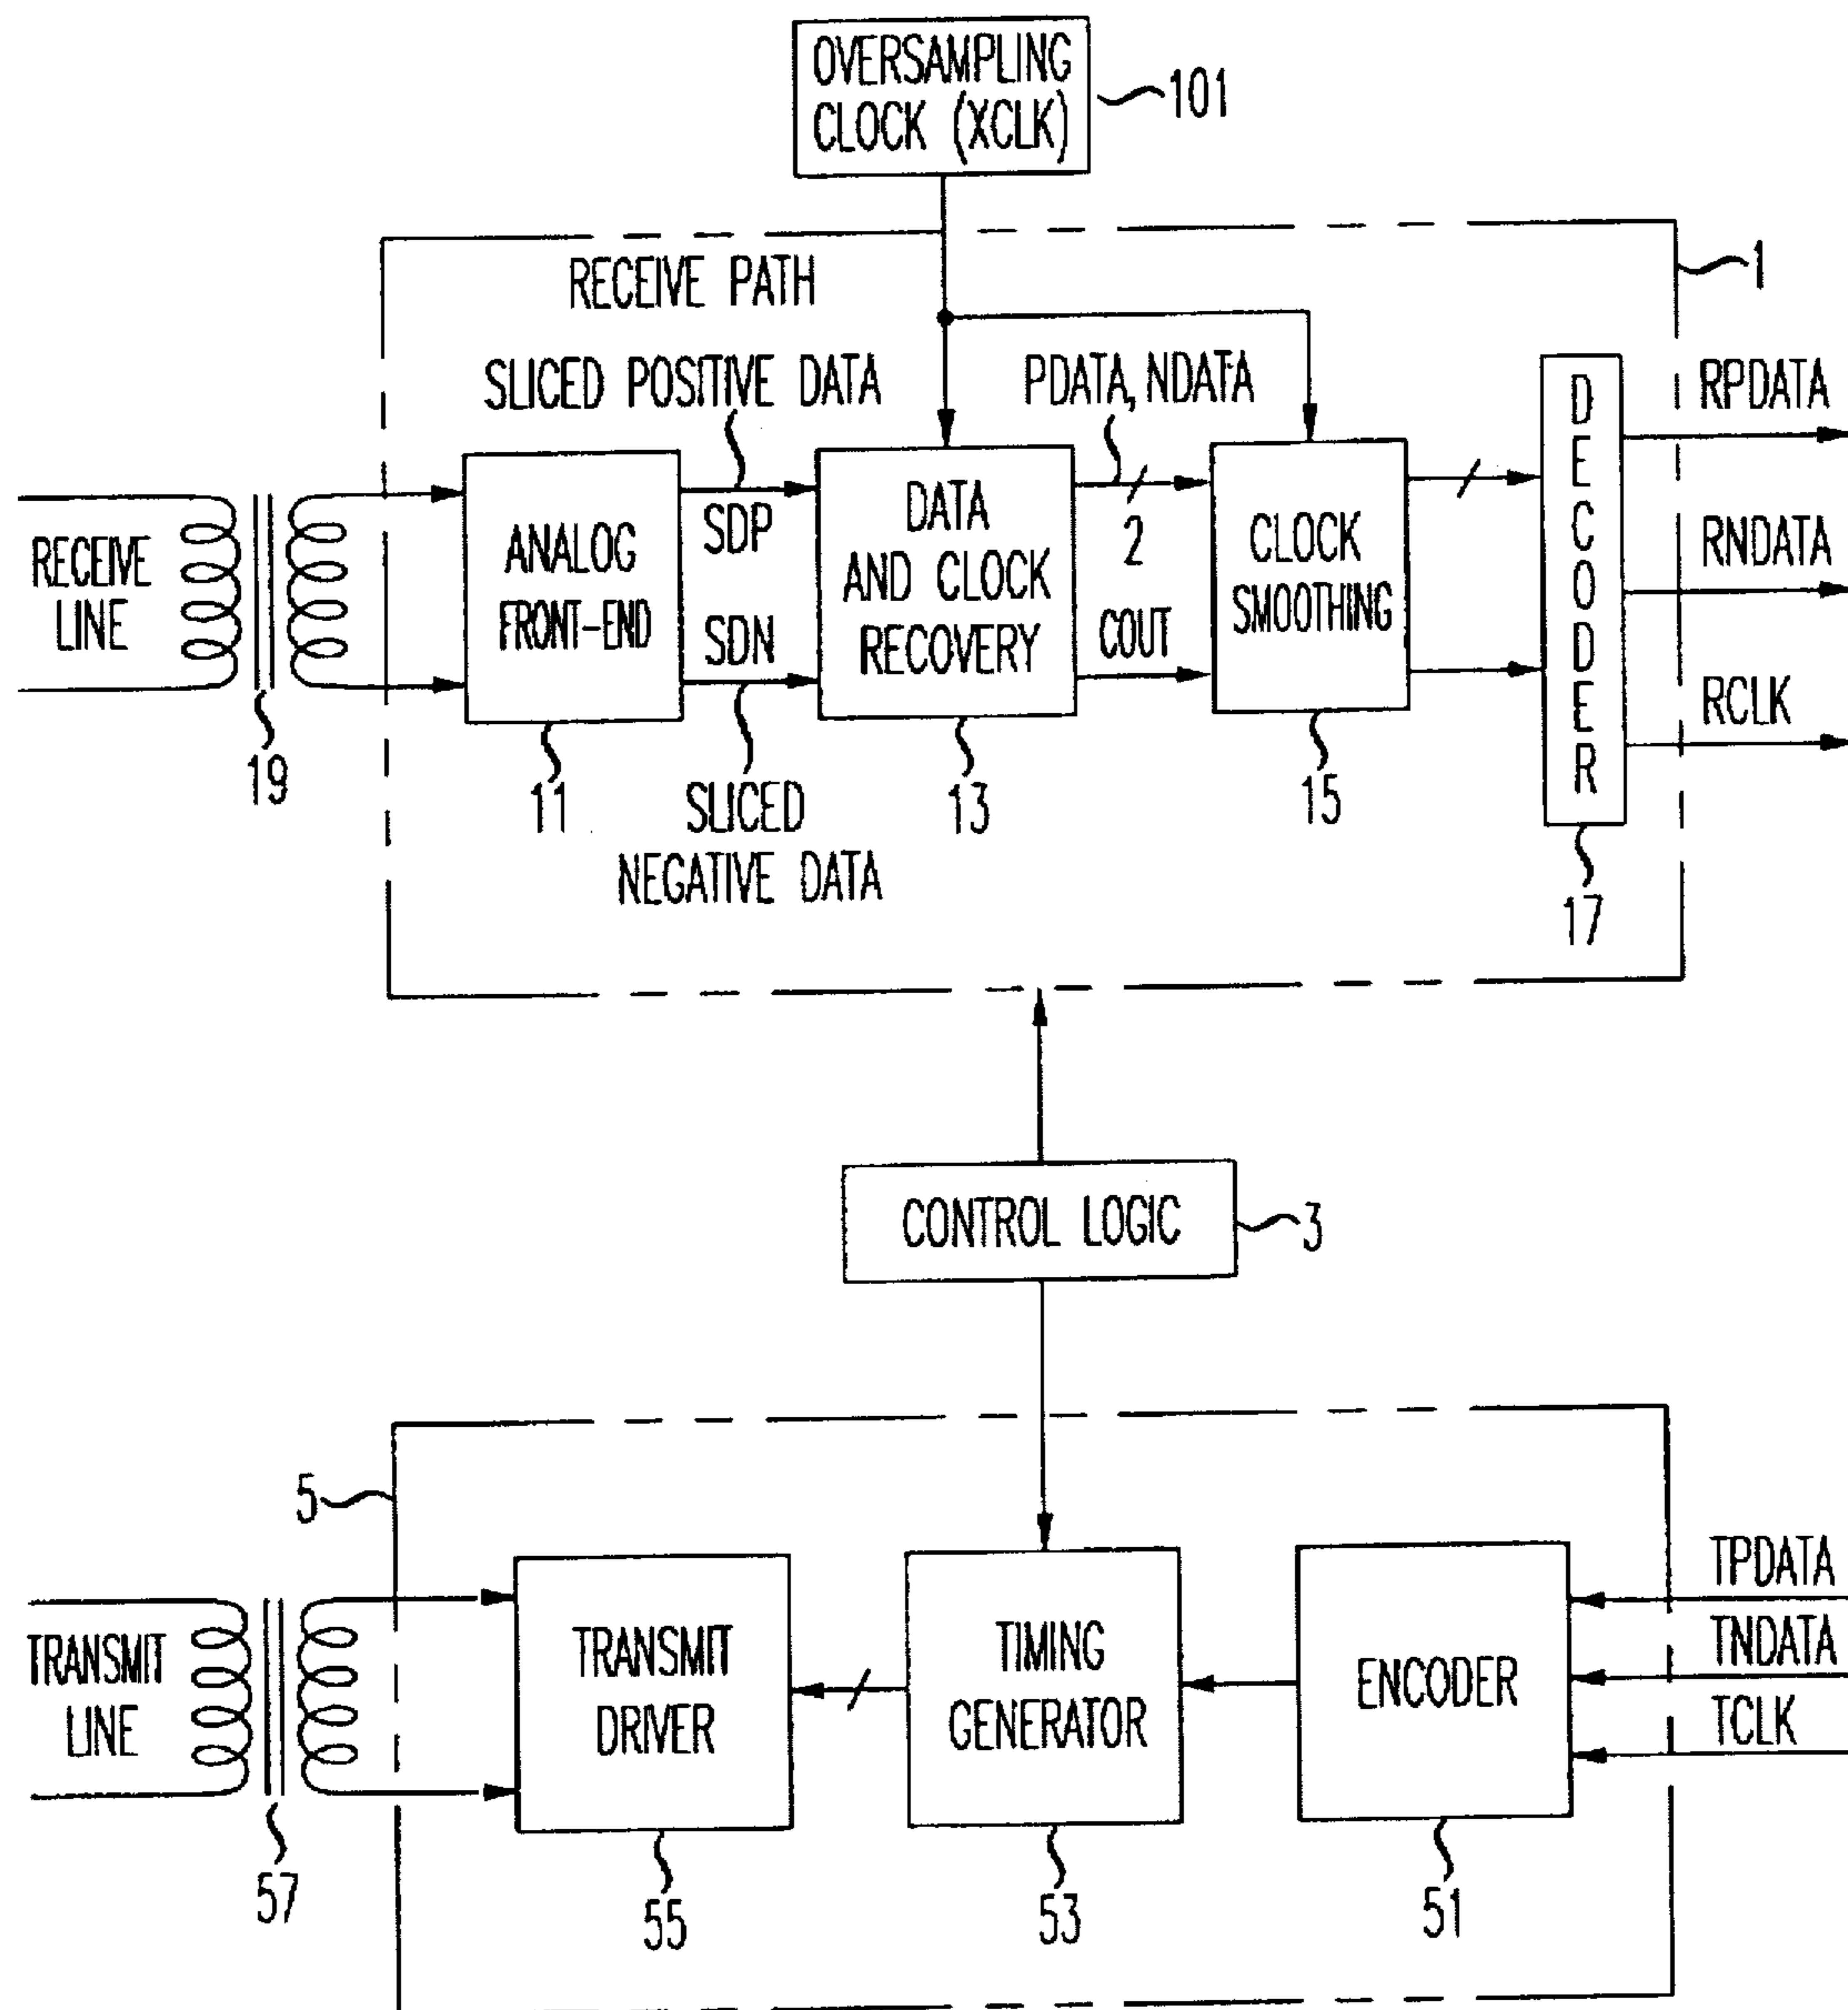 OVERSAMPLING
CLOCK (XCLK)
101
RECEIVE PATH
1
SLICED POSITIVE DATA
PDATA, NDATA
RPDATA
RECEIVE
LINE
ANALOG
FRONT-END
SDP
SDN
DATA
AND CLOCK
RECOVERY
2
COUT
CLOCK
SMOOTHING
DECODER
RNDATA
RCLK
19
11
SLICED
NEGATIVE DATA
13
15
17
CONTROL LOGIC
3
5
TRANSMIT
LINE
TRANSMIT
DRIVER
TIMING
GENERATOR
ENCODER
TPDATA
TNDATA
TCLK
57
55
53
51